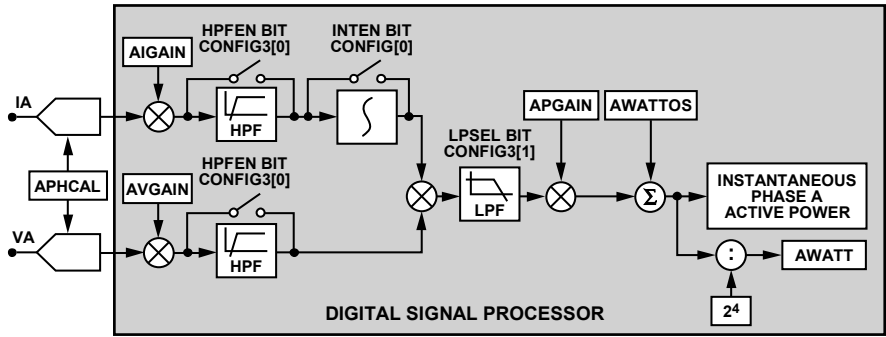 HPFEN BIT
CONFIG3[0]
INTEN BIT
CONFIG[0]
AIGAIN
IA
HPF
LPSEL BIT
CONFIG3[1]
APGAIN
AWATTOS
HPFEN BIT
CONFIG3[0]
APHCAL
AVGAIN
LPF
Σ
INSTANTANEOUS
PHASE A
ACTIVE POWER
VA
HPF
:
AWATT
2⁴
DIGITAL SIGNAL PROCESSOR